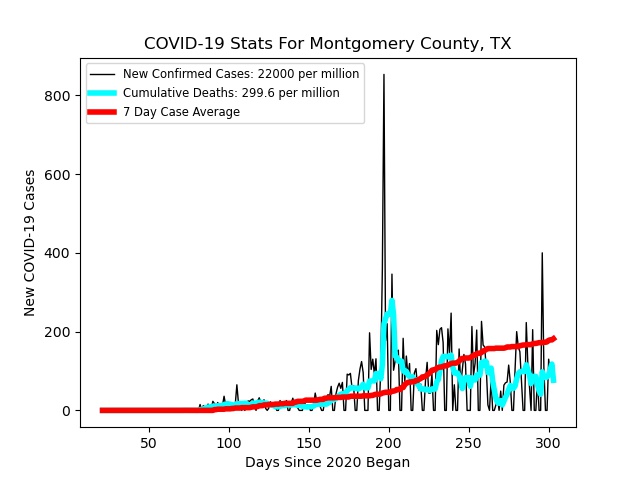 COVID-19 Stats For Montgomery County, TX
New Confirmed Cases: 22000 per million
Cumulative Deaths: 299.6 per million
7 Day Case Average
New COVID-19 Cases
800
600
400
200
0
50 100 150 200 250 300
Days Since 2020 Began